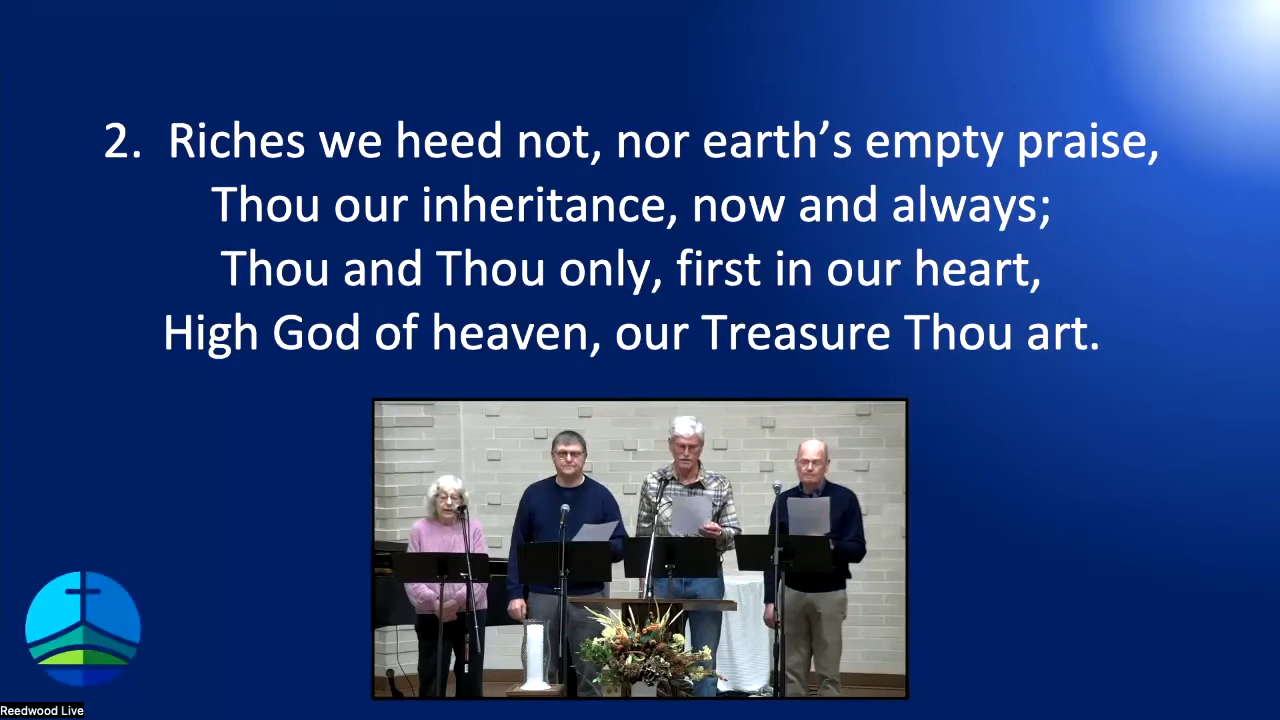 2. Riches we heed not, nor earth’s empty praise,
Thou our inheritance, now and always;
Thou and Thou only, first in our heart,
High God of heaven, our Treasure Thou art.
Reedwood Live